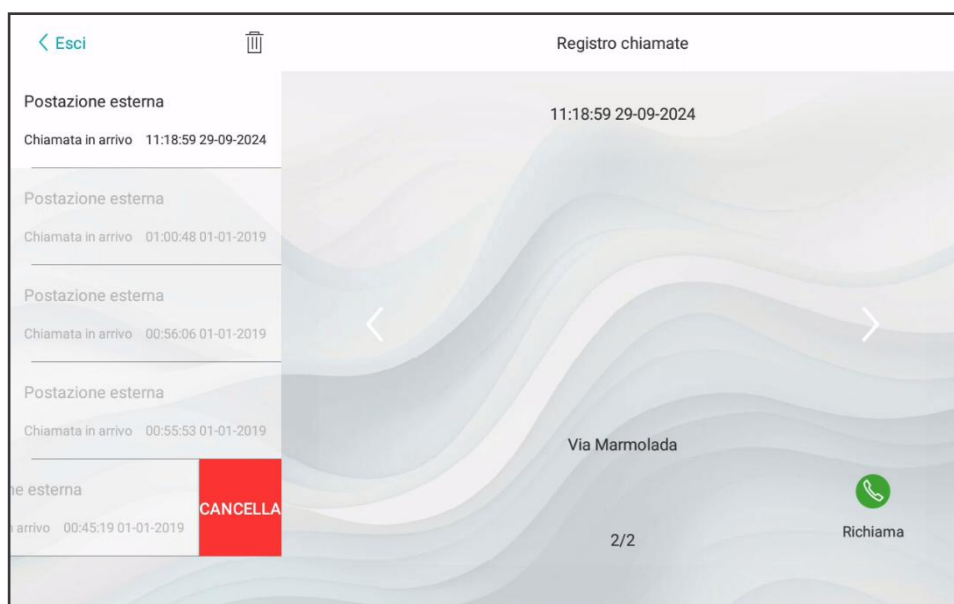 Esci
Registro chiamate
Postazione esterna
Chiamata in arrivo 11:18:59 29-09-2024
Postazione esterna
Chiamata in arrivo 01:00:48 01-01-2019
Postazione esterna
Chiamata in arrivo 00:56:06 01-01-2019
Postazione esterna
Chiamata in arrivo 00:55:53 01-01-2019
ne esterna
arrivo 00:45:19 01-01-2019
CANCELLA
11:18:59 29-09-2024
Via Marmolada
2/2
Richiama